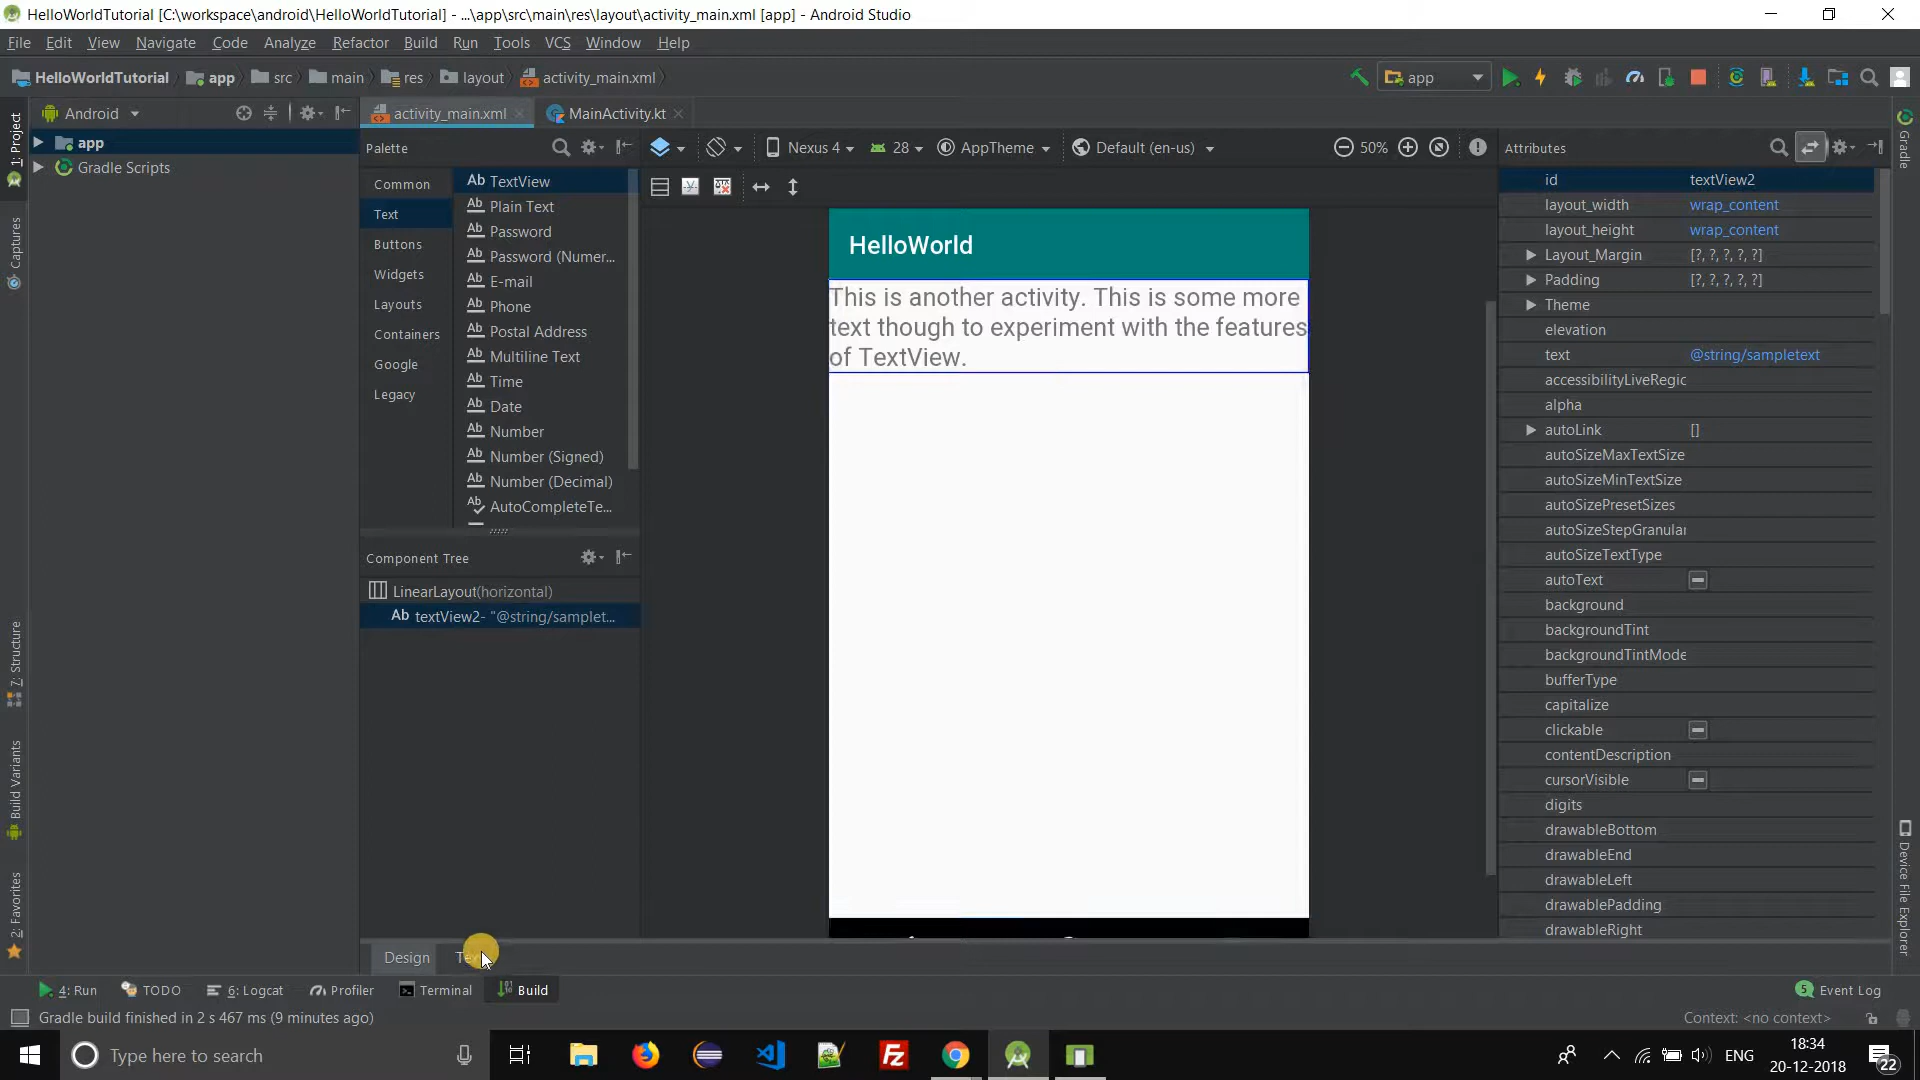 HelloWorldTutorial [C:\workspace\android\HelloWorldTutorial] - ...\app\src\main\res\layout\activity_main.xml [app] - Android Studio
File Edit View Navigate Code Analyze Refactor Build Run Tools VCS Window Help
HelloWorldTutorial app src main res layout activity_main.xml app
Android activity_main.xml MainActivity.kt
1: Project
Captures
7: Structure
Build Variants
2: Favorites
app
Gradle Scripts
Palette
Common
Text
Buttons
Widgets
Layouts
Containers
Google
Legacy
Ab TextView
Ab Plain Text
Ab Password
Ab Password (Numer...
Ab E-mail
Ab Phone
Ab Postal Address
Ab Multiline Text
Ab Time
Ab Date
Ab Number
Ab Number (Signed)
Ab Number (Decimal)
Ab AutoCompleteTe...
Component Tree
LinearLayout(horizontal)
Ab textView2- "@string/samplet...
Nexus 4 28 AppTheme Default (en-us) 50%
HelloWorld
This is another activity. This is some more
text though to experiment with the features
of TextView.
Attributes
id textView2
layout_width wrap_content
layout_height wrap_content
Layout_Margin [?, ?, ?, ?, ?]
Padding [?, ?, ?, ?, ?]
Theme
elevation
text @string/sampletext
accessibilityLiveRegic
alpha
autoLink []
autoSizeMaxTextSize
autoSizeMinTextSize
autoSizePresetSizes
autoSizeStepGranular
autoSizeTextType
autoText
background
backgroundTint
backgroundTintMode
bufferType
capitalize
clickable
contentDescription
cursorVisible
digits
drawableBottom
drawableEnd
drawableLeft
drawablePadding
drawableRight
Gradle
Device File Explorer
Design
4: Run TODO 6: Logcat Profiler Terminal Build 5 Event Log
Gradle build finished in 2 s 467 ms (9 minutes ago) Context: <no context>
Type here to search
ENG
18:34
20-12-2018
22